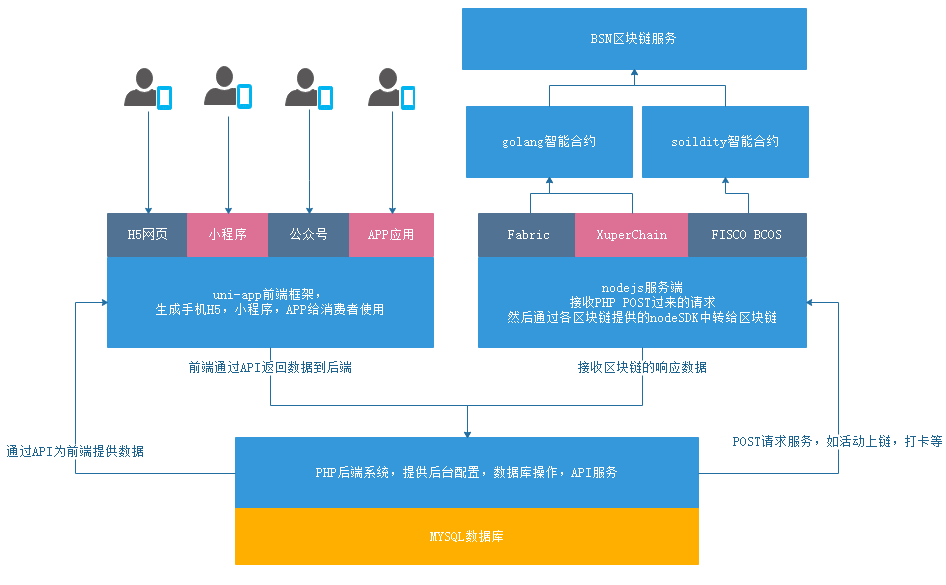 BSN区块链服务
golang智能合约
soildity智能合约
H5网页
小程序
公众号
APP应用
Fabric
XuperChain
FISCO BCOS
uni-app前端框架，
生成手机H5，小程序，APP给消费者使用
nodejs服务端
接收PHP POST过来的请求
然后通过各区块链提供的nodeSDK中转给区块链
前端通过API返回数据到后端
接收区块链的响应数据
通过API为前端提供数据
POST请求服务，如活动上链，打卡等
PHP后端系统，提供后台配置，数据库操作，API服务
MYSQL数据库